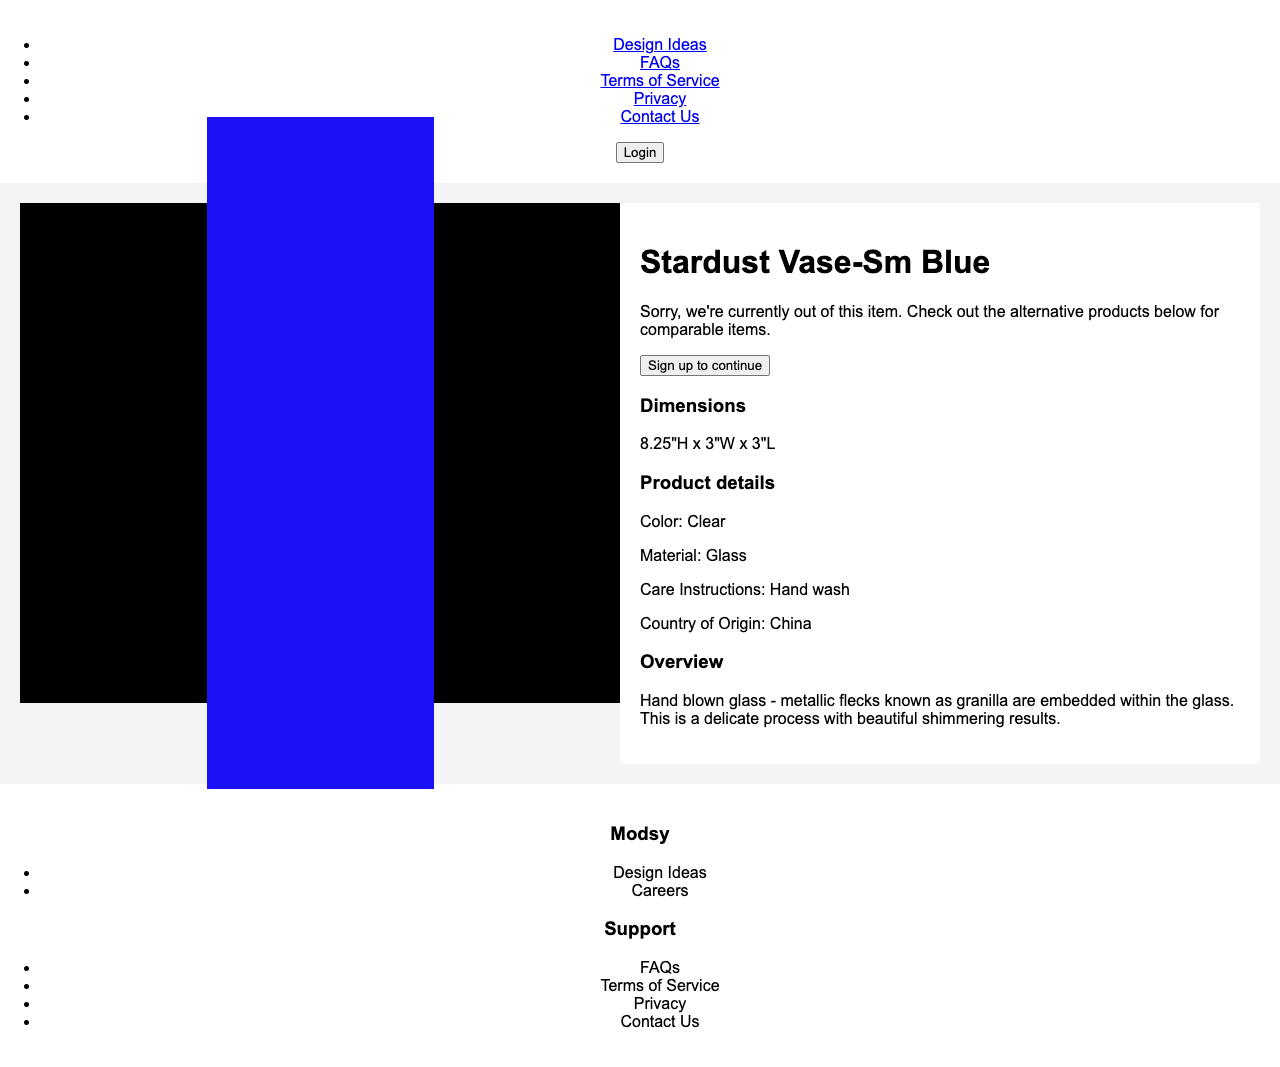 Design Ideas
FAQs
Terms of Service
Privacy
Contact Us
Login
Stardust Vase-Sm Blue
Sorry, we're currently out of this item. Check out the alternative products below for
comparable items.
Sign up to continue
Dimensions
8.25"H x 3"W x 3"L
Product details
Color: Clear
Material: Glass
Care Instructions: Hand wash
Country of Origin: China
Overview
Hand blown glass - metallic flecks known as granilla are embedded within the glass.
This is a delicate process with beautiful shimmering results.
Modsy
Design Ideas
Careers
Support
FAQs
Terms of Service
Privacy
Contact Us